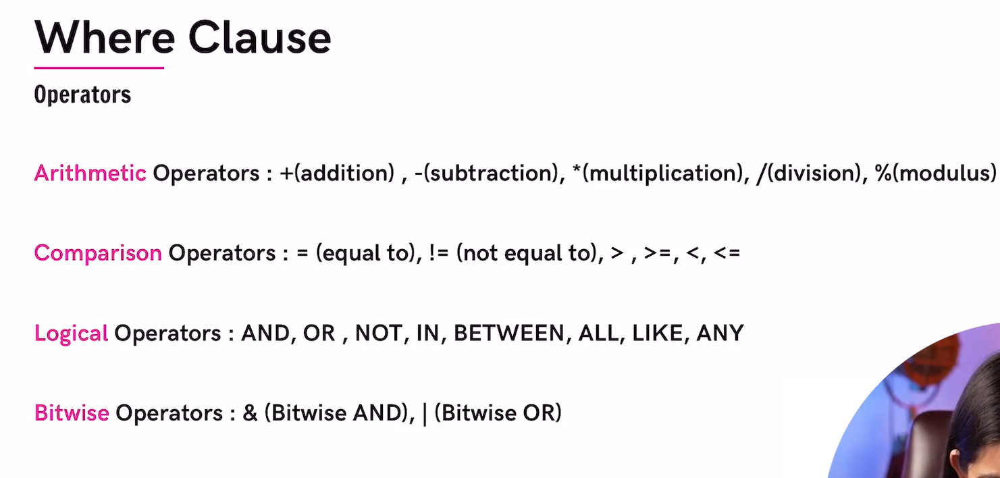 Where Clause
Operators
Arithmetic Operators : +(addition) , -(subtraction), *(multiplication), /(division), %(modulus)
Comparison Operators : = (equal to), != (not equal to), > , >=, <, <=
Logical Operators : AND, OR , NOT, IN, BETWEEN, ALL, LIKE, ANY
Bitwise Operators : & (Bitwise AND), | (Bitwise OR)